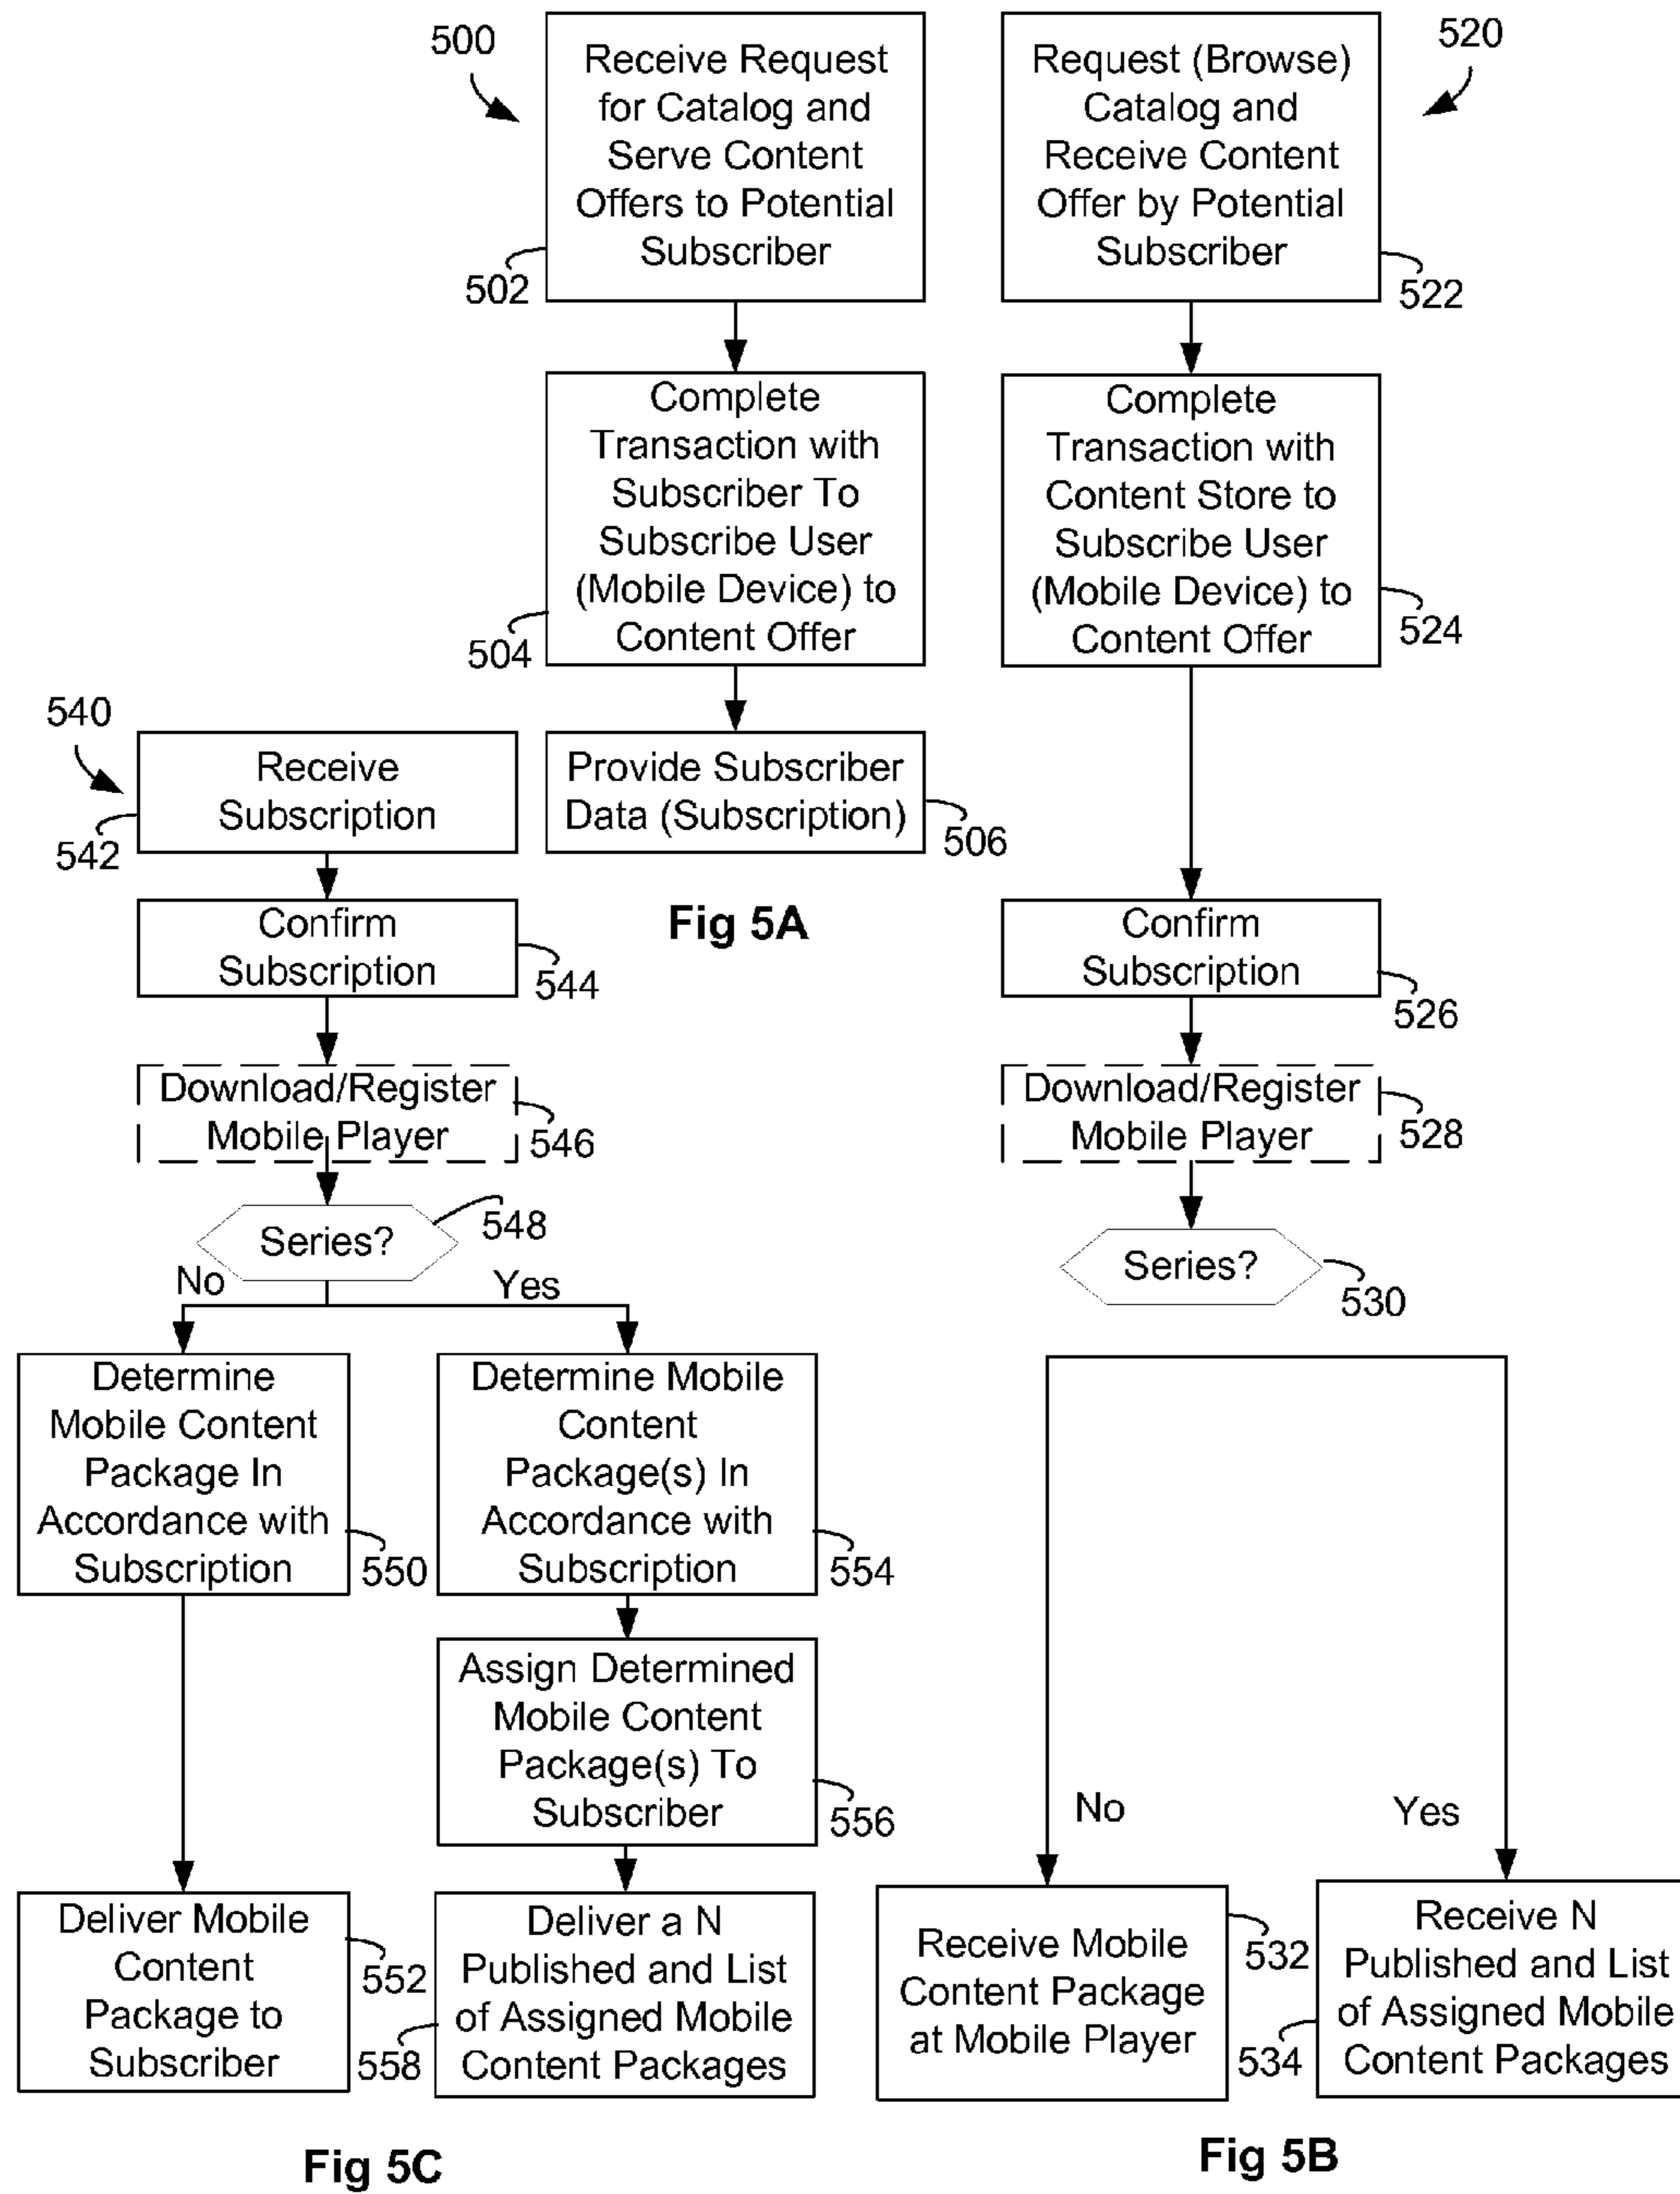 500
Receive Request
for Catalog and
Serve Content
Offers to Potential
Subscriber
502
Complete
Transaction with
Subscriber To
Subscribe User
(Mobile Device) to
Content Offer
504
Provide Subscriber
Data (Subscription)
506
Fig 5A
520
Request (Browse)
Catalog and
Receive Content
Offer by Potential
Subscriber
522
Complete
Transaction with
Content Store to
Subscribe User
(Mobile Device) to
Content Offer
524
Confirm
Subscription
526
Download/Register
Mobile Player
528
Series?
530
No
Yes
Receive Mobile
Content Package
at Mobile Player
532
Receive N
Published and List
of Assigned Mobile
Content Packages
534
Fig 5B
540
Receive
Subscription
542
Confirm
Subscription
544
Download/Register
Mobile Player
546
Series?
548
No
Yes
Determine
Mobile Content
Package In
Accordance with
Subscription
550
Determine Mobile
Content
Package(s) In
Accordance with
Subscription
554
Assign Determined
Mobile Content
Package(s) To
Subscriber
556
Deliver Mobile
Content
Package to
Subscriber
552
Deliver a N
Published and List
of Assigned Mobile
Content Packages
558
Fig 5C